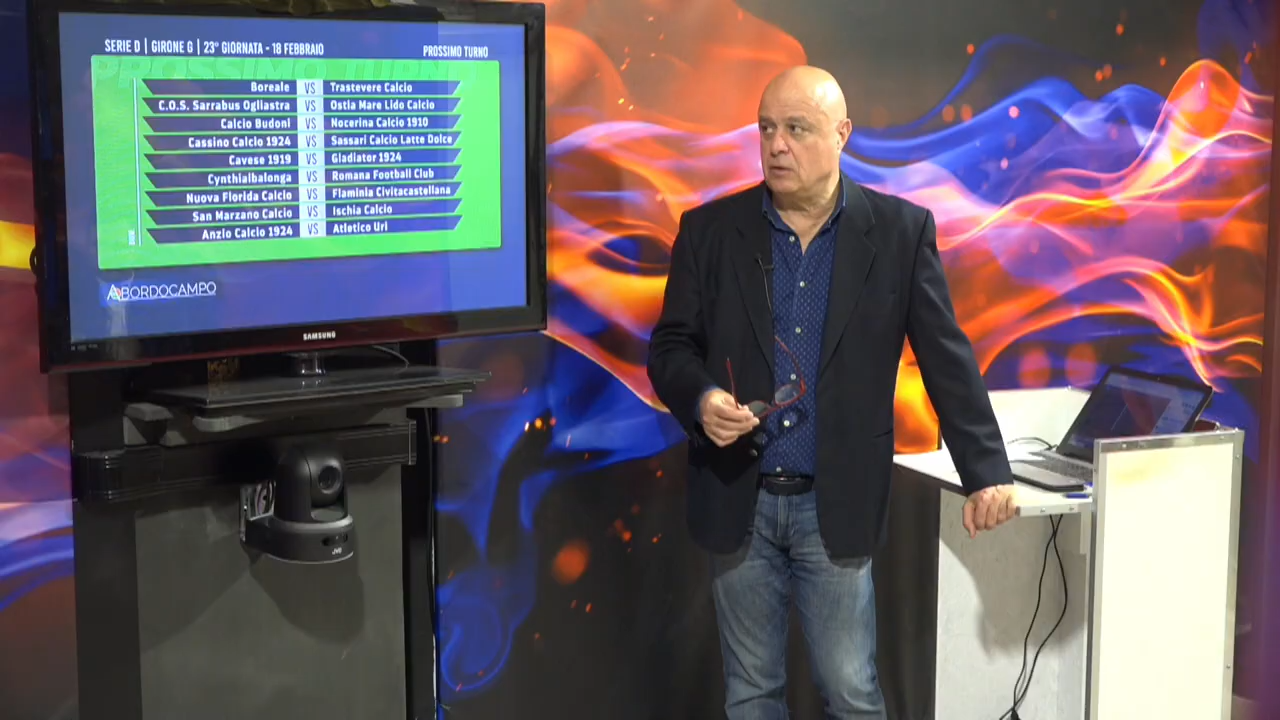 SERIE D | GIRONE G | 23° GIORNATA - 18 FEBBRAIO
PROSSIMO TURNO
PROSSIMO TURN
Boreale VS Trastevere Calcio
C.O.S. Sarrabus Ogliastra VS Ostia Mare Lido Calcio
Calcio Budoni VS Nocerina Calcio 1910
Cassino Calcio 1924 VS Sassari Calcio Latte Dolce
Cavese 1919 VS Gladiator 1924
Cynthialbalonga VS Romana Football Club
Nuova Florida Calcio VS Flaminia Civitacastellana
San Marzano Calcio VS Ischia Calcio
Anzio Calcio 1924 VS Atletico Uri
ABORDOCAMPO
SAMSUNG
JVC